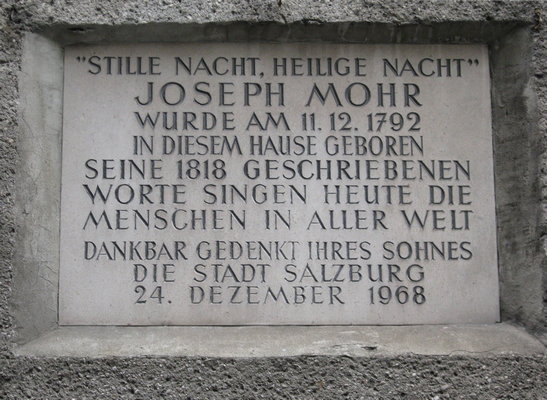 "STILLE NACHT, HEILIGE NACHT"
JOSEPH MOHR
WURDE AM 11. 12. 1792
IN DIESEM HAUSE GEBOREN
SEINE 1818 GESCHRIEBENEN
WORTE SINGEN HEUTE DIE
MENSCHEN IN ALLER WELT
DANKBAR GEDENKT IHRES SOHNES
DIE STADT SALZBURG
24. DEZEMBER 1968